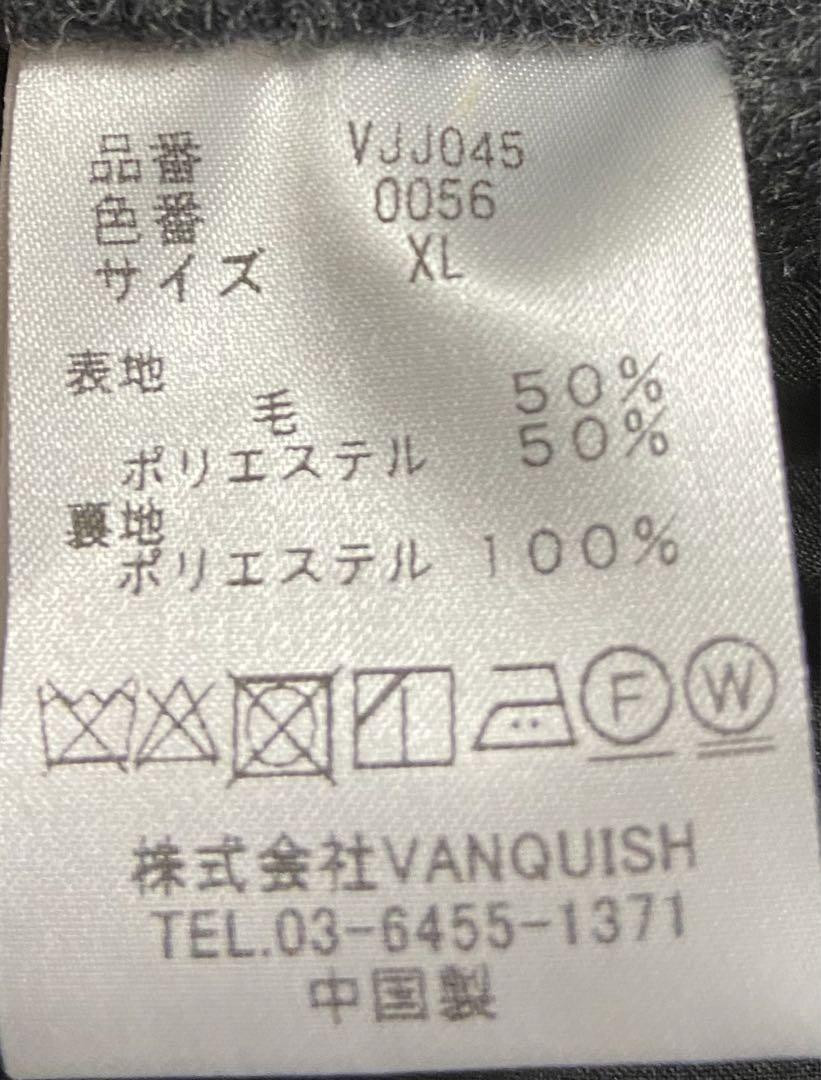 品番 VJJ045
色番 0056
サイズ XL
表地
毛 50%
ポリエステル 50%
裏地
ポリエステル 100%
F W
株式会社VANQUISH
TEL.03-6455-1371
中国製